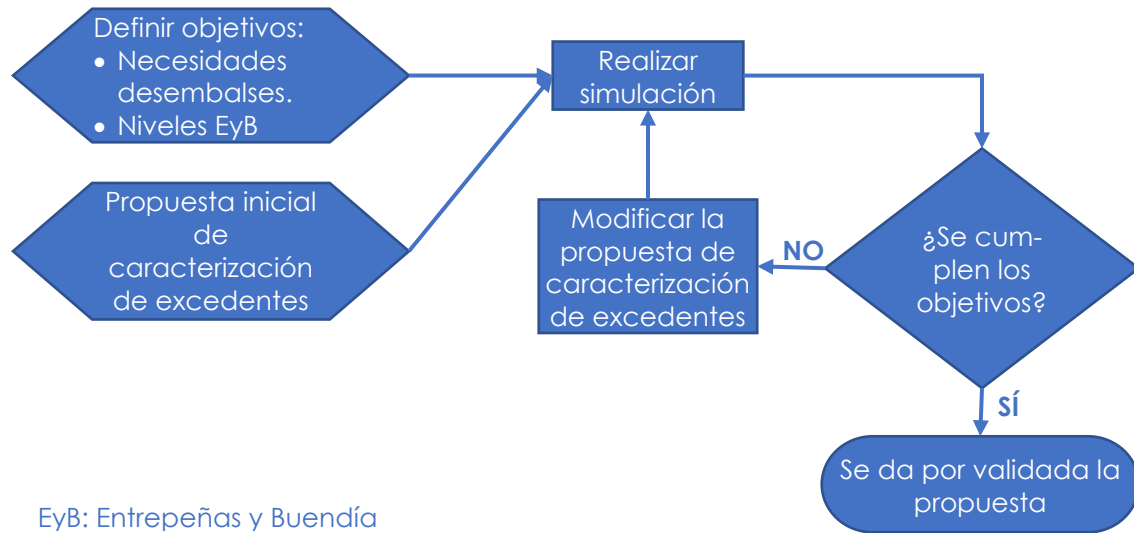 Definir objetivos:
• Necesidades
desembalses.
• Niveles EyB
Propuesta inicial
de
caracterización
de excedentes
Realizar
simulación
Modificar la
propuesta de
caracterización
de excedentes
NO
¿Se cum-
plen los
objetivos?
SÍ
Se da por validada la
propuesta
EyB: Entrepeñas y Buendía